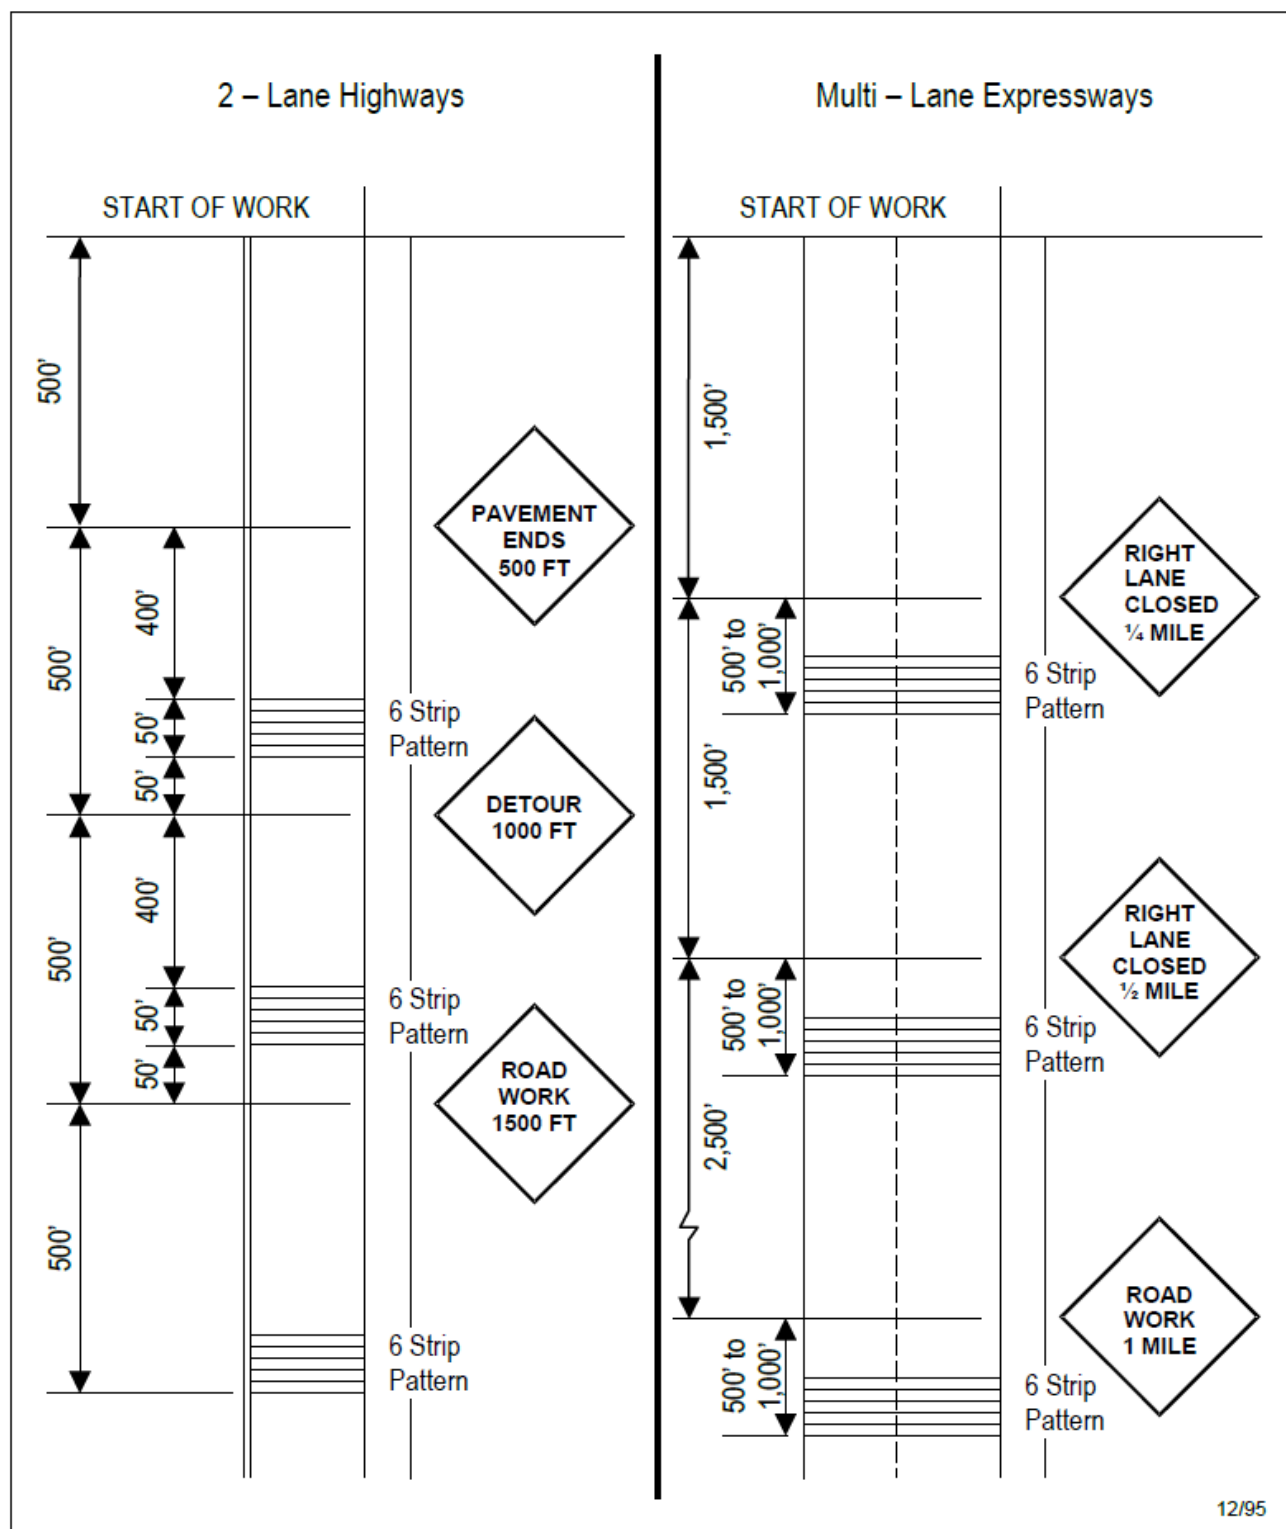 2 – Lane Highways
START OF WORK
500'
PAVEMENT
ENDS
500 FT
500'
400'
50'
50'
6 Strip
Pattern
DETOUR
1000 FT
500'
400'
50'
50'
6 Strip
Pattern
ROAD
WORK
1500 FT
500'
6 Strip
Pattern
Multi – Lane Expressways
START OF WORK
1,500'
RIGHT
LANE
CLOSED
¼ MILE
500' to
1,000'
6 Strip
Pattern
1,500'
RIGHT
LANE
CLOSED
½ MILE
500' to
1,000'
6 Strip
Pattern
2,500'
ROAD
WORK
1 MILE
500' to
1,000'
6 Strip
Pattern
12/95